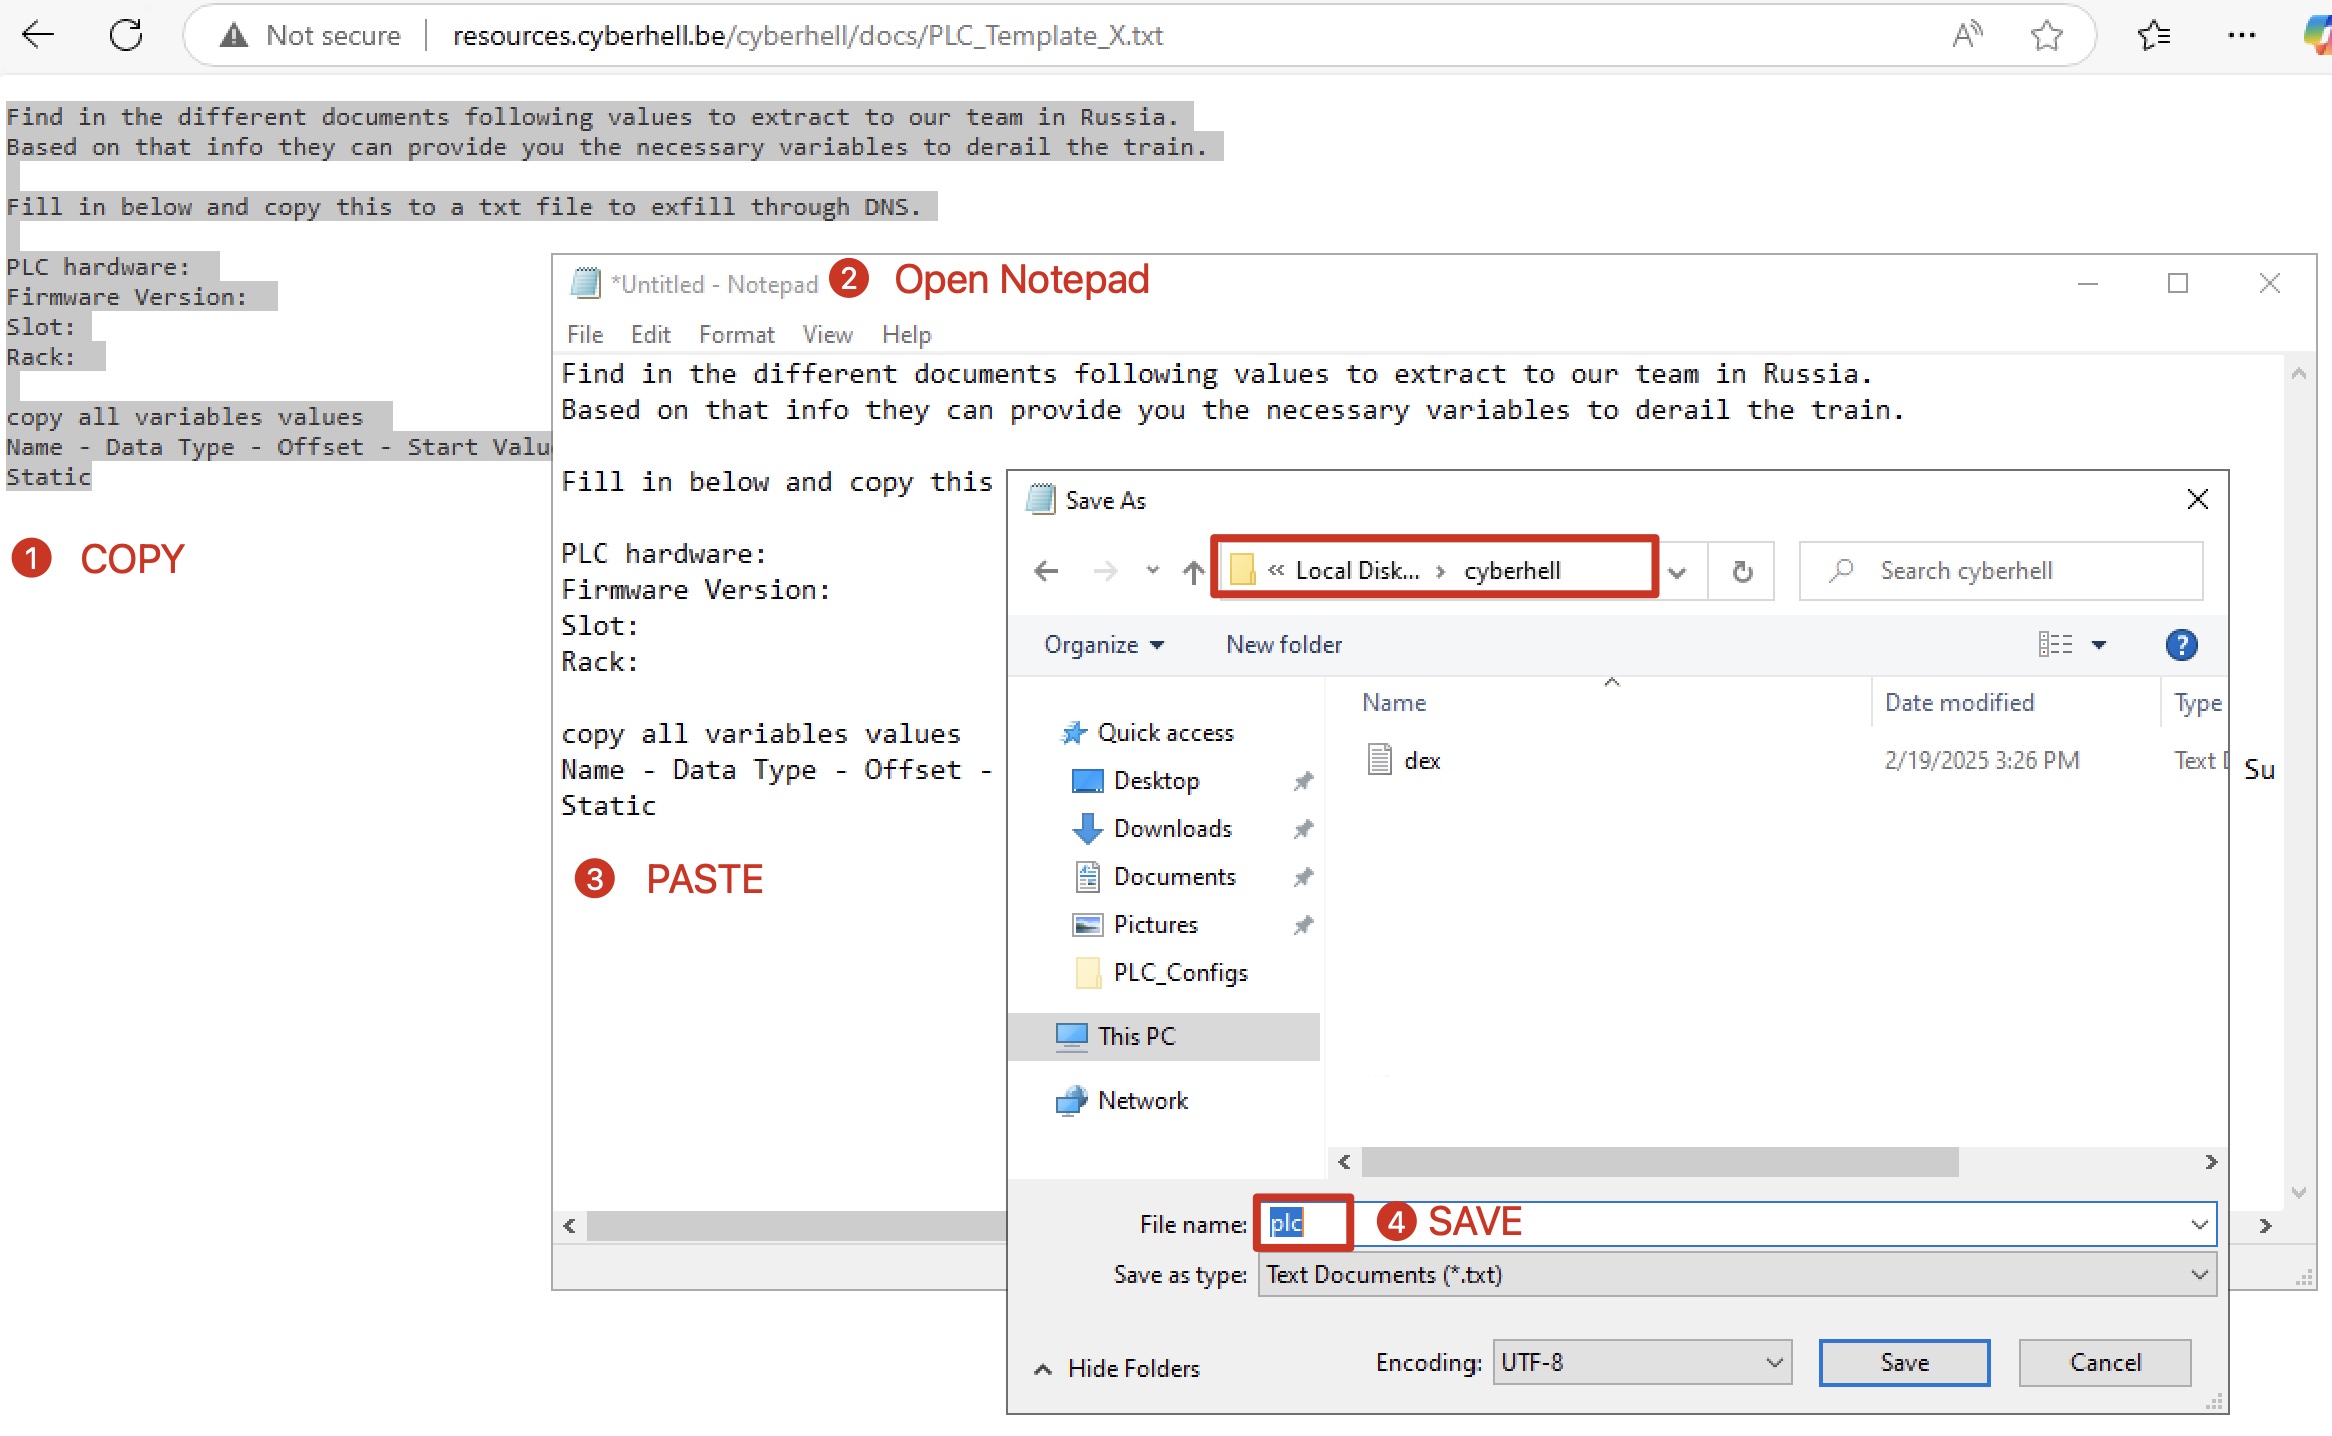 Not secure
resources.cyberhell.be/cyberhell/docs/PLC_Template_X.txt
Find in the different documents following values to extract to our team in Russia.
Based on that info they can provide you the necessary variables to derail the train.
Fill in below and copy this to a txt file to exfill through DNS.
PLC hardware:
Firmware Version:
Slot:
Rack:
copy all variables values
Name - Data Type - Offset - Start Valu
Static
1 COPY
*Untitled - Notepad
2 Open Notepad
File Edit Format View Help
Find in the different documents following values to extract to our team in Russia.
Based on that info they can provide you the necessary variables to derail the train.
Fill in below and copy this
PLC hardware:
Firmware Version:
Slot:
Rack:
copy all variables values
Name - Data Type - Offset -
Su
Static
3 PASTE
Save As
« Local Disk... › cyberhell
Search cyberhell
Organize
New folder
?
Name
Date modified
Type
Quick access
Desktop
Downloads
Documents
Pictures
PLC_Configs
This PC
Network
dex
2/19/2025 3:26 PM
Text D
File name: plc
4 SAVE
Save as type: Text Documents (*.txt)
Hide Folders
Encoding: UTF-8
Save
Cancel